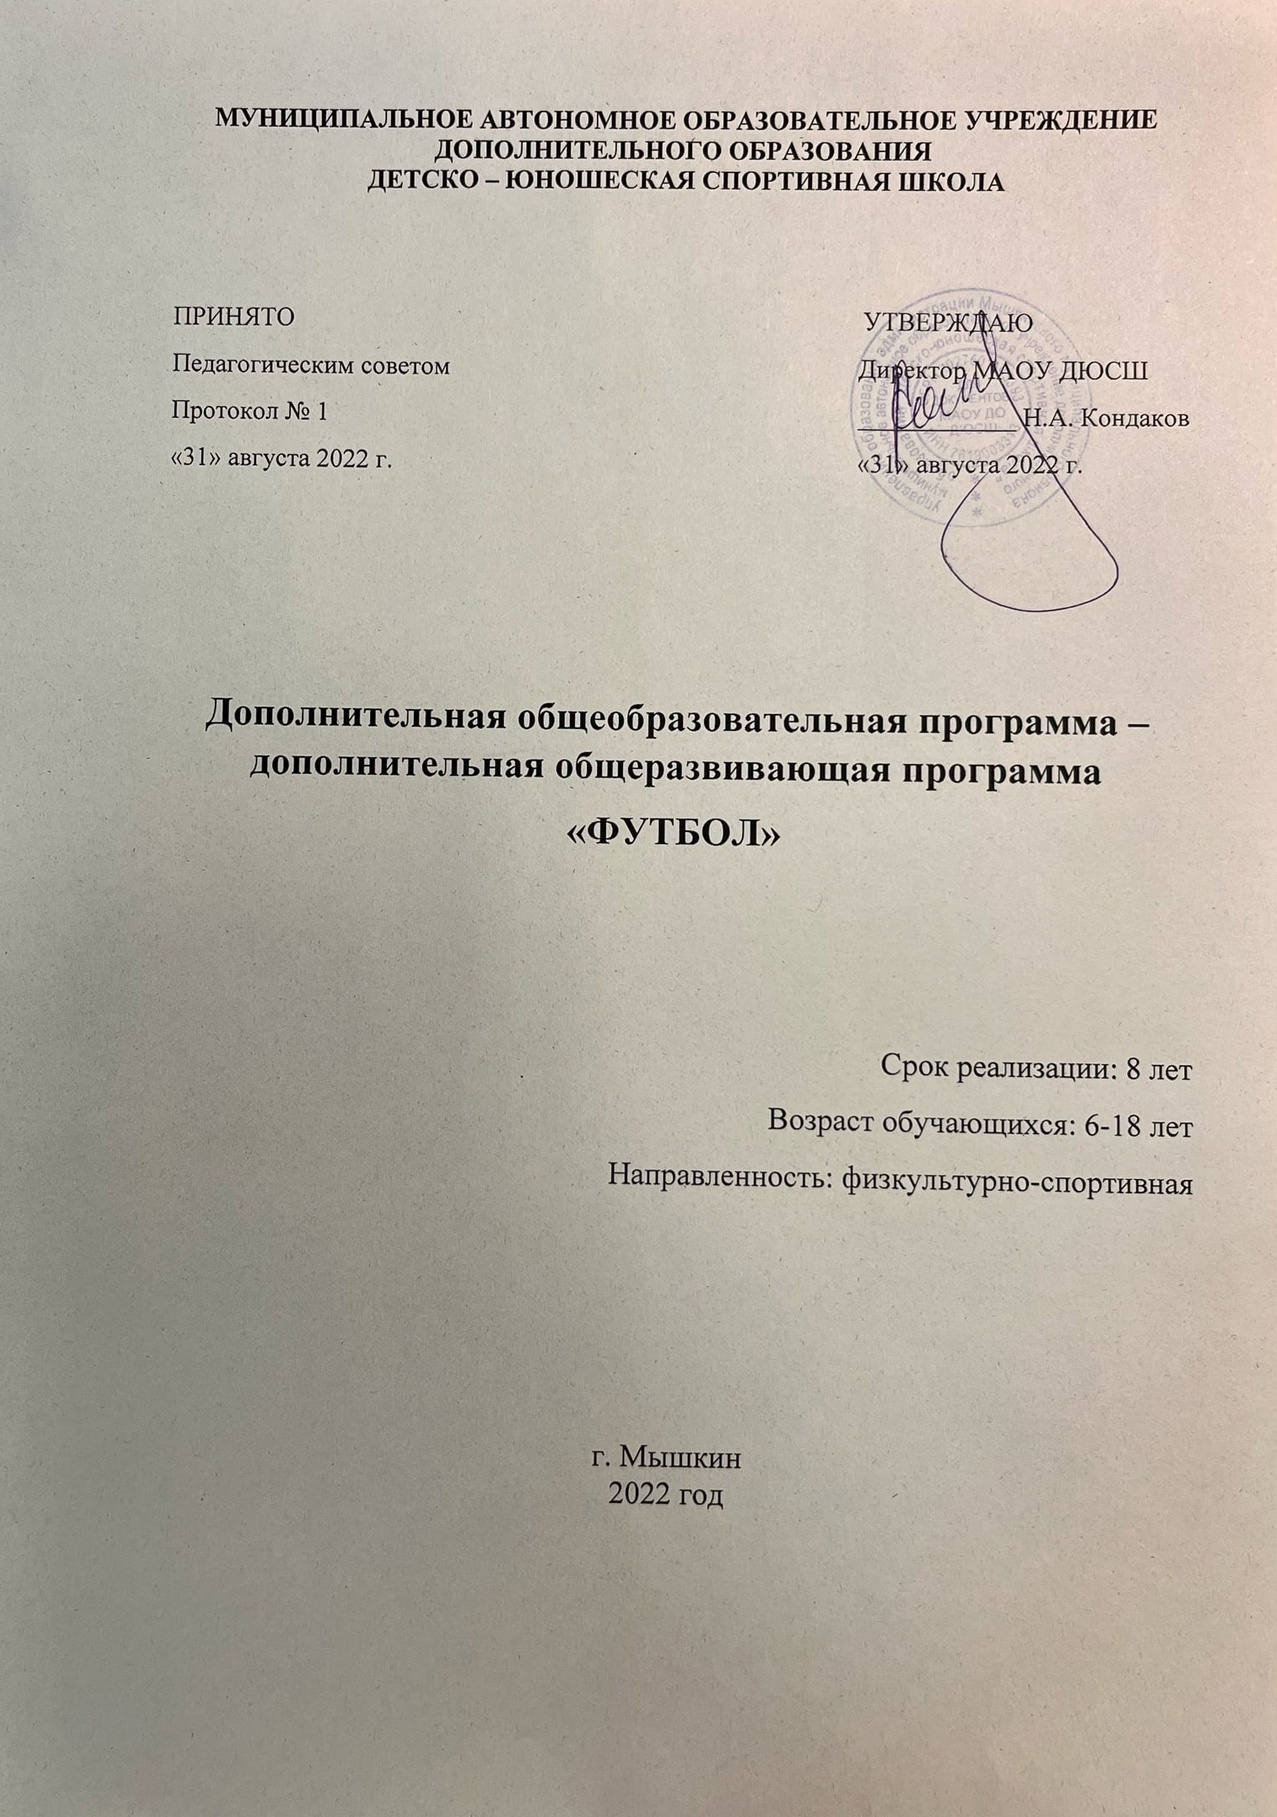 МУНИЦИПАЛЬНОЕ АВТОНОМНОЕ ОБРАЗОВАТЕЛЬНОЕ УЧРЕЖДЕНИЕ
ДОПОЛНИТЕЛЬНОГО ОБРАЗОВАНИЯ
ДЕТСКО – ЮНОШЕСКАЯ СПОРТИВНАЯ ШКОЛА
ПРИНЯТО
Педагогическим советом
Протокол № 1
«31» августа 2022 г.
УТВЕРЖДАЮ
Директор МАОУ ДЮСШ
Н.А. Кондаков
«31» августа 2022 г.
Дополнительная общеобразовательная программа –
дополнительная общеразвивающая программа
«ФУТБОЛ»
Срок реализации: 8 лет
Возраст обучающихся: 6-18 лет
Направленность: физкультурно-спортивная
г. Мышкин
2022 год